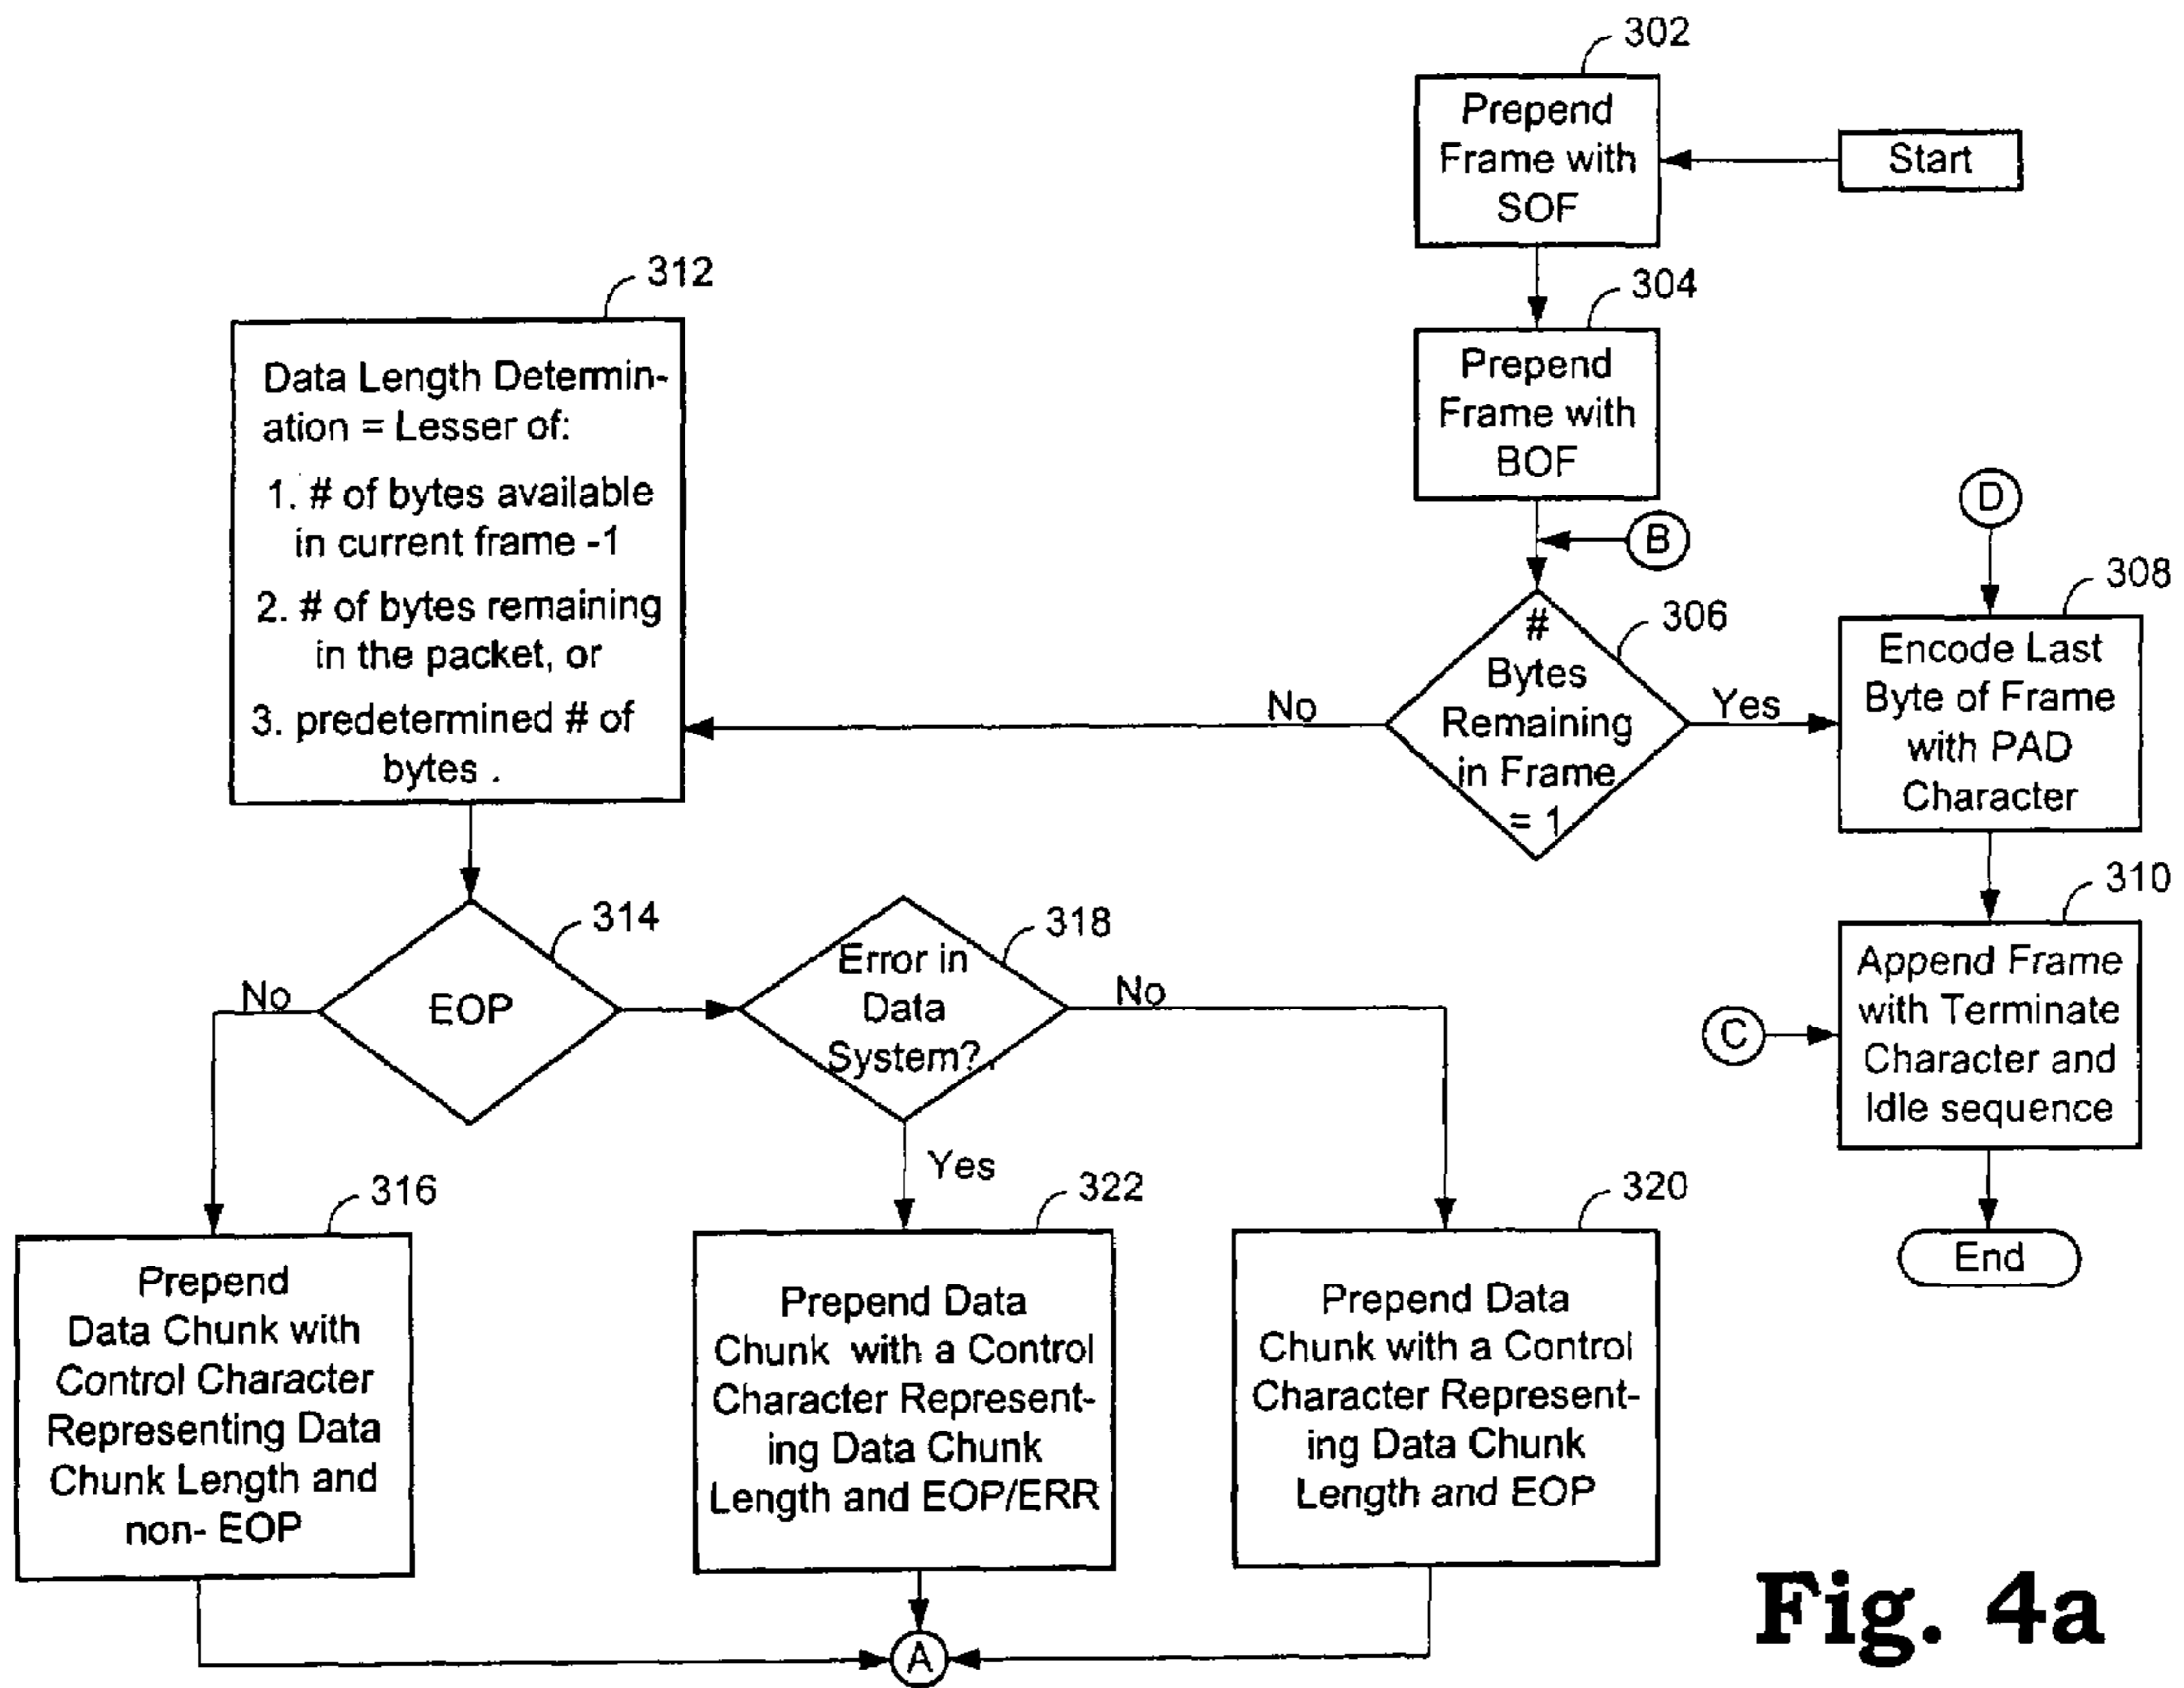 302
Prepend
Frame with
SOF
Start
304
Prepend
Frame with
BOF
B
D
306
#
Bytes
Remaining
in Frame
= 1
No
Yes
308
Encode Last
Byte of Frame
with PAD
Character
310
Append Frame
with Terminate
Character and
Idle sequence
C
End
312
Data Length Determin-
ation = Lesser of:
1. # of bytes available
in current frame -1
2. # of bytes remaining
in the packet, or
3. predetermined # of
bytes .
314
EOP
No
318
Error in
Data
System?
No
Yes
316
Prepend
Data Chunk with
Control Character
Representing Data
Chunk Length and
non- EOP
322
Prepend Data
Chunk with a Control
Character Represent-
ing Data Chunk
Length and EOP/ERR
320
Prepend Data
Chunk with a Control
Character Represent-
ing Data Chunk
Length and EOP
A
Fig. 4a